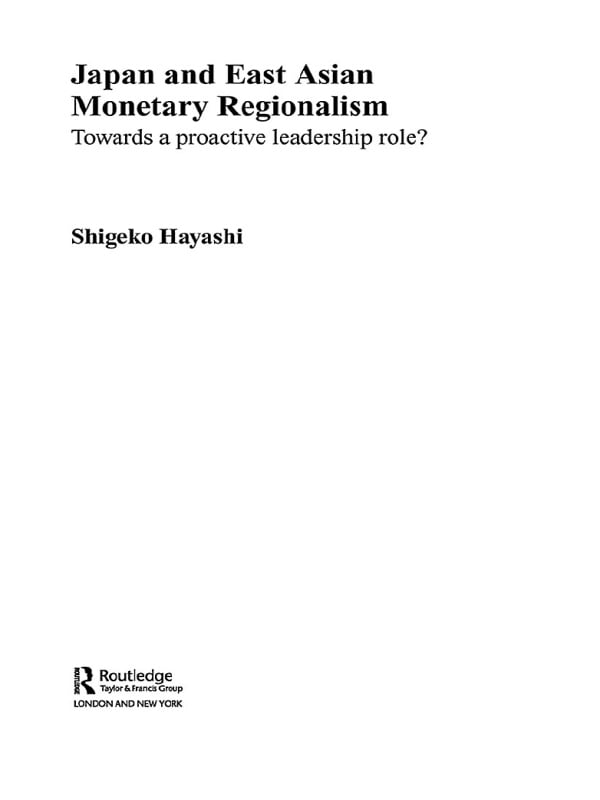 Japan and East Asian
Monetary Regionalism
Towards a proactive leadership role?
Shigeko Hayashi
ROUTLEDGE
Routledge
Taylor & Francis Group
LONDON AND NEW YORK